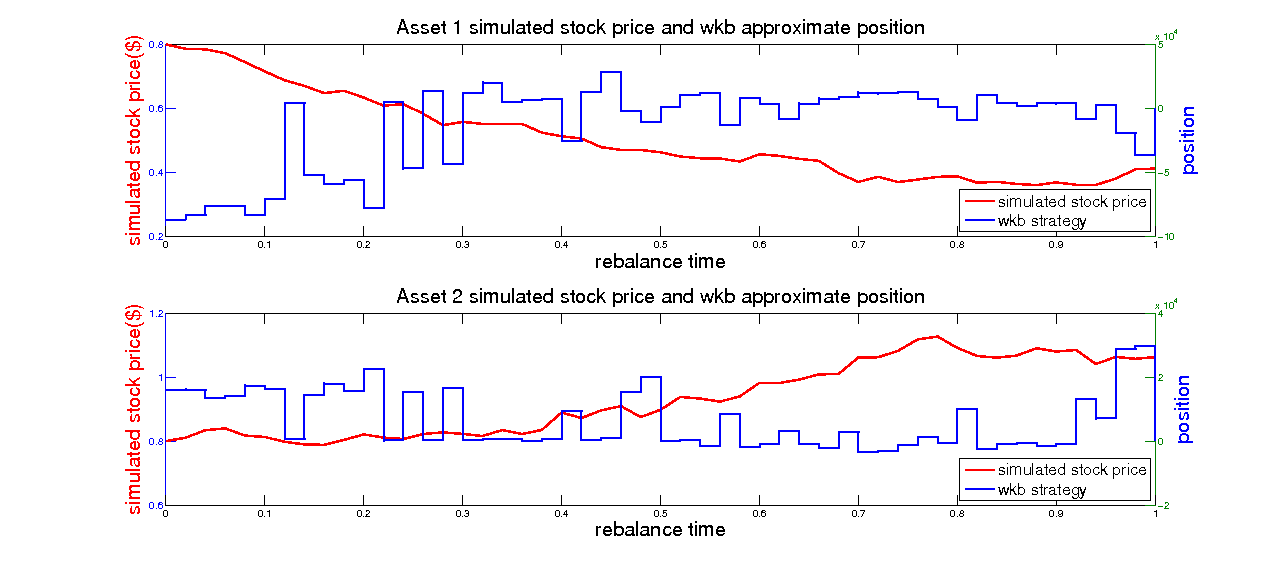 Asset 1 simulated stock price and wkb approximate position
x 10^4
simulated stock price($)
0.8
0.6
0.4
0.2
5
0
-5
-10
position
simulated stock price
wkb strategy
0 0.1 0.2 0.3 0.4 0.5 0.6 0.7 0.8 0.9 1
rebalance time
Asset 2 simulated stock price and wkb approximate position
x 10^4
simulated stock price($)
1.2
1
0.8
0.6
4
2
0
-2
position
simulated stock price
wkb strategy
0 0.1 0.2 0.3 0.4 0.5 0.6 0.7 0.8 0.9 1
rebalance time